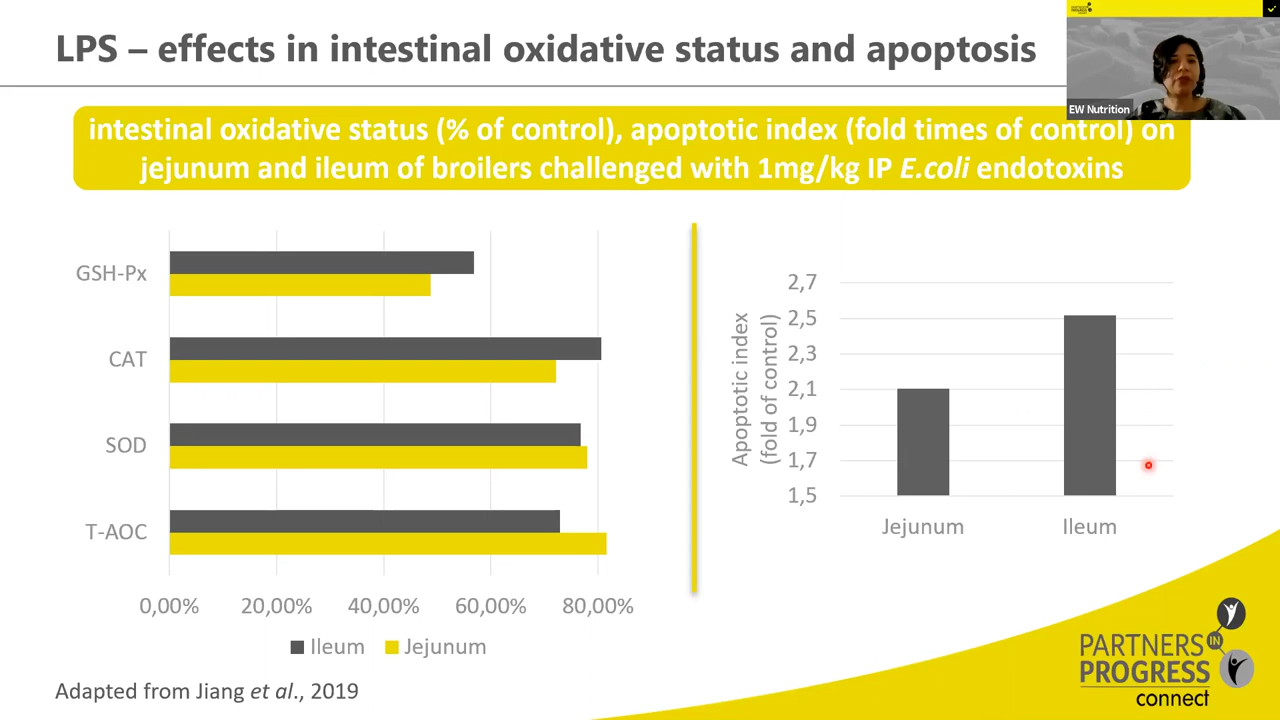 LPS – effects in intestinal oxidative status and apoptosis
EW Nutrition
intestinal oxidative status (% of control), apoptotic index (fold times of control) on
jejunum and ileum of broilers challenged with 1mg/kg IP E.coli endotoxins
GSH-Px
CAT
SOD
T-AOC
0,00% 20,00% 40,00% 60,00% 80,00%
Ileum Jejunum
Apoptotic index
(fold of control)
2,7
2,5
2,3
2,1
1,9
1,7
1,5
Jejunum Ileum
Adapted from Jiang et al., 2019
PARTNERS IN
PROGRESS
connect